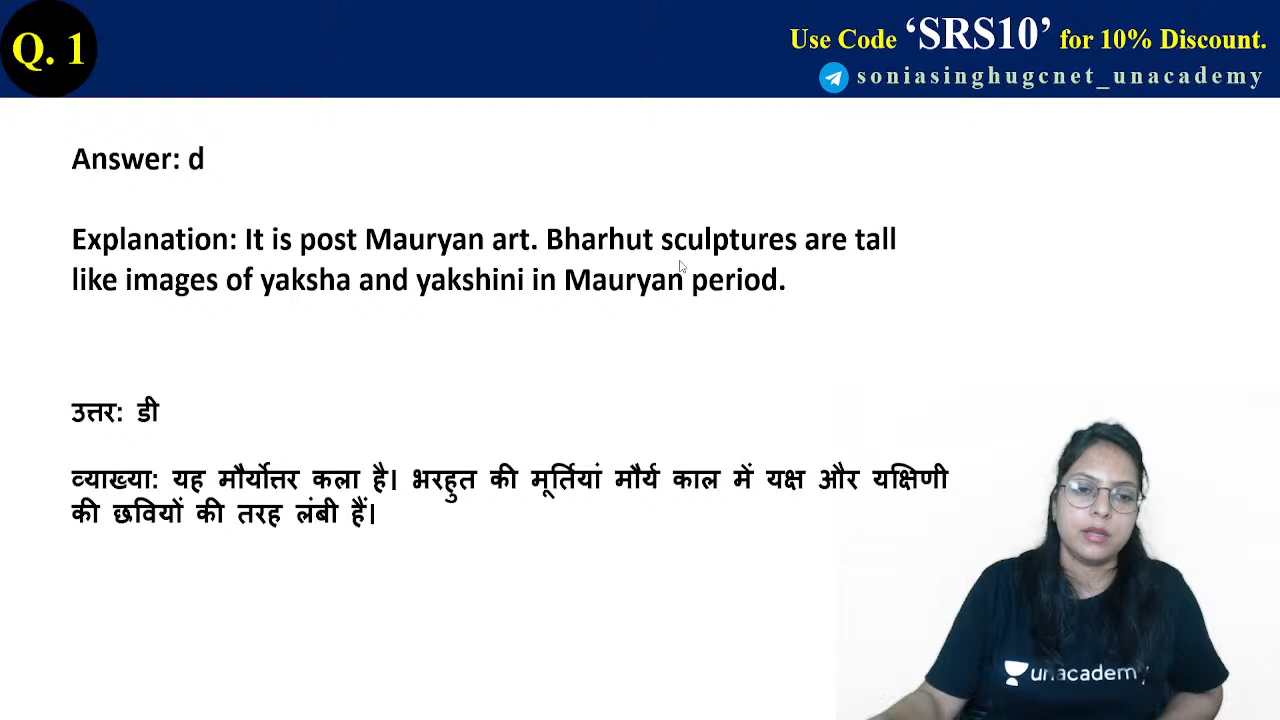 Q. 1
Use Code ‘SRS10’ for 10% Discount.
soniasinghugcnet_unacademy
Answer: d
Explanation: It is post Mauryan art. Bharhut sculptures are tall
like images of yaksha and yakshini in Mauryan period.
उत्तर: डी
व्याख्या: यह मौर्योत्तर कला है। भरहुत की मूर्तियां मौर्य काल में यक्ष और यक्षिणी
की छवियों की तरह लंबी हैं।
unacademy